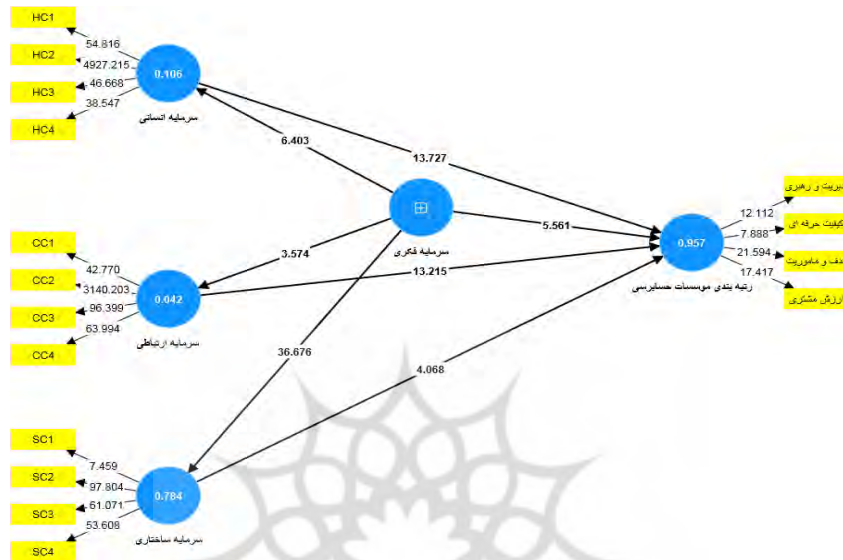 HC1
54.816
HC2
4927.215
0.106
HC3
46.668
38.547
HC4
سرمایه انسانی
6.403
13.727
مدیریت و رهبری
12.112
کیفیت حرفه ای
7.888
5.561
سرمایه فکری
0.957
21.594
هدف و ماموریت
17.417
ارزش مشتری
رتبه بندی موسسات حسابرسی
CC1
42.770
3.574
13.215
CC2
3140.203
0.042
CC3
96.399
63.994
CC4
سرمایه ارتباطی
36.676
4.068
SC1
7.459
SC2
97.804
0.784
SC3
61.071
53.608
SC4
سرمایه ساختاری